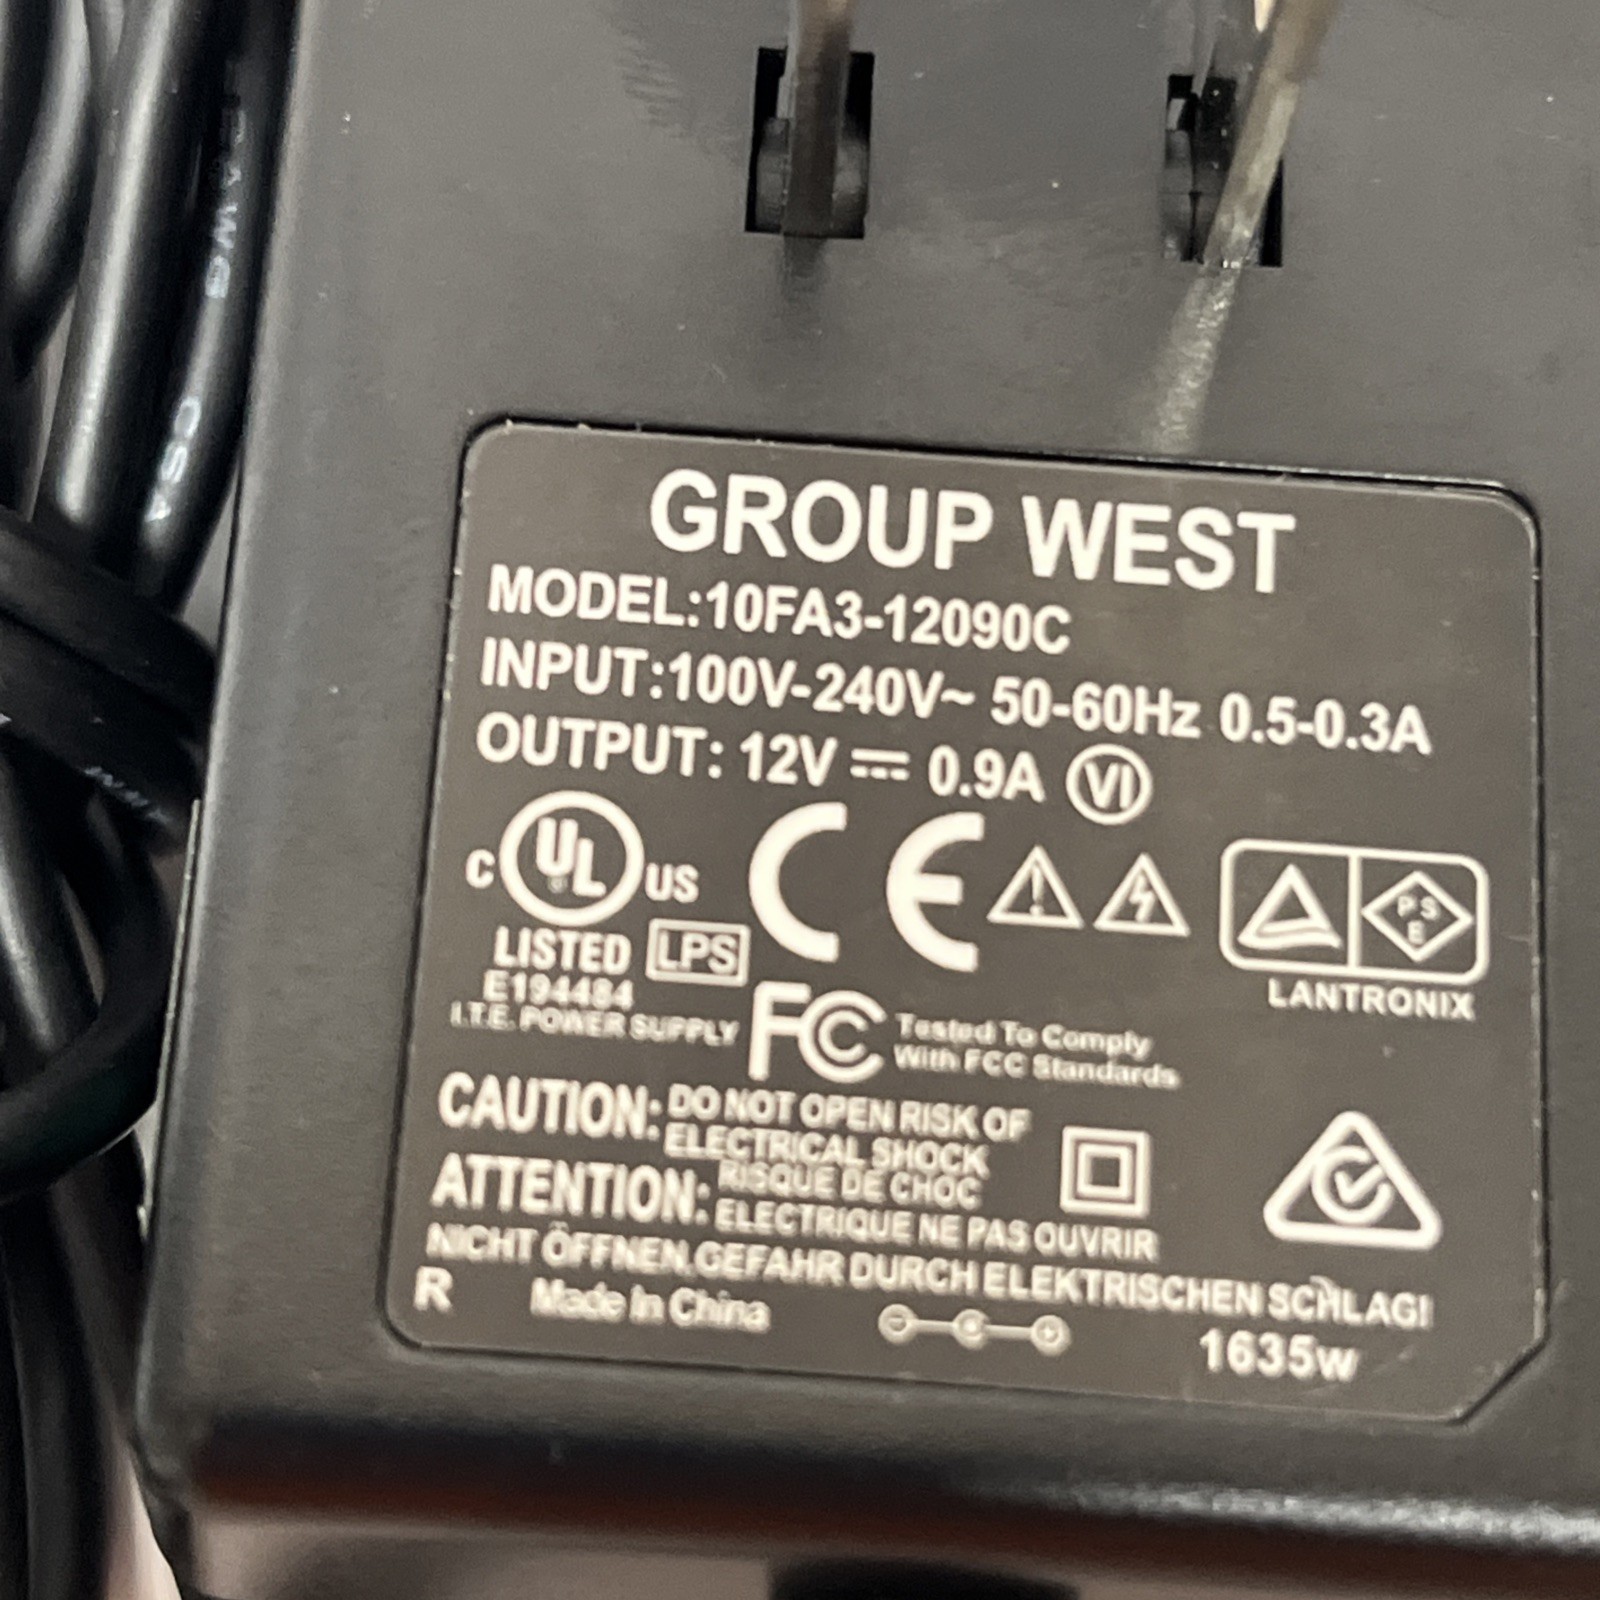 GROUP WEST
MODEL:10FA3-12090C
INPUT:100V-240V~ 50-60Hz 0.5-0.3A
OUTPUT: 12V ⎓ 0.9A VI
C UL US
LISTED LPS
E194484
I.T.E. POWER SUPPLY
CE
PSE
LANTRONIX
FC Tested To Comply
With FCC Standards
CAUTION: DO NOT OPEN RISK OF
ELECTRICAL SHOCK
ATTENTION: RISQUE DE CHOC
ELECTRIQUE NE PAS OUVRIR
NICHT ÖFFNEN,GEFAHR DURCH ELEKTRISCHEN SCHLAG!
R Made In China 1635w